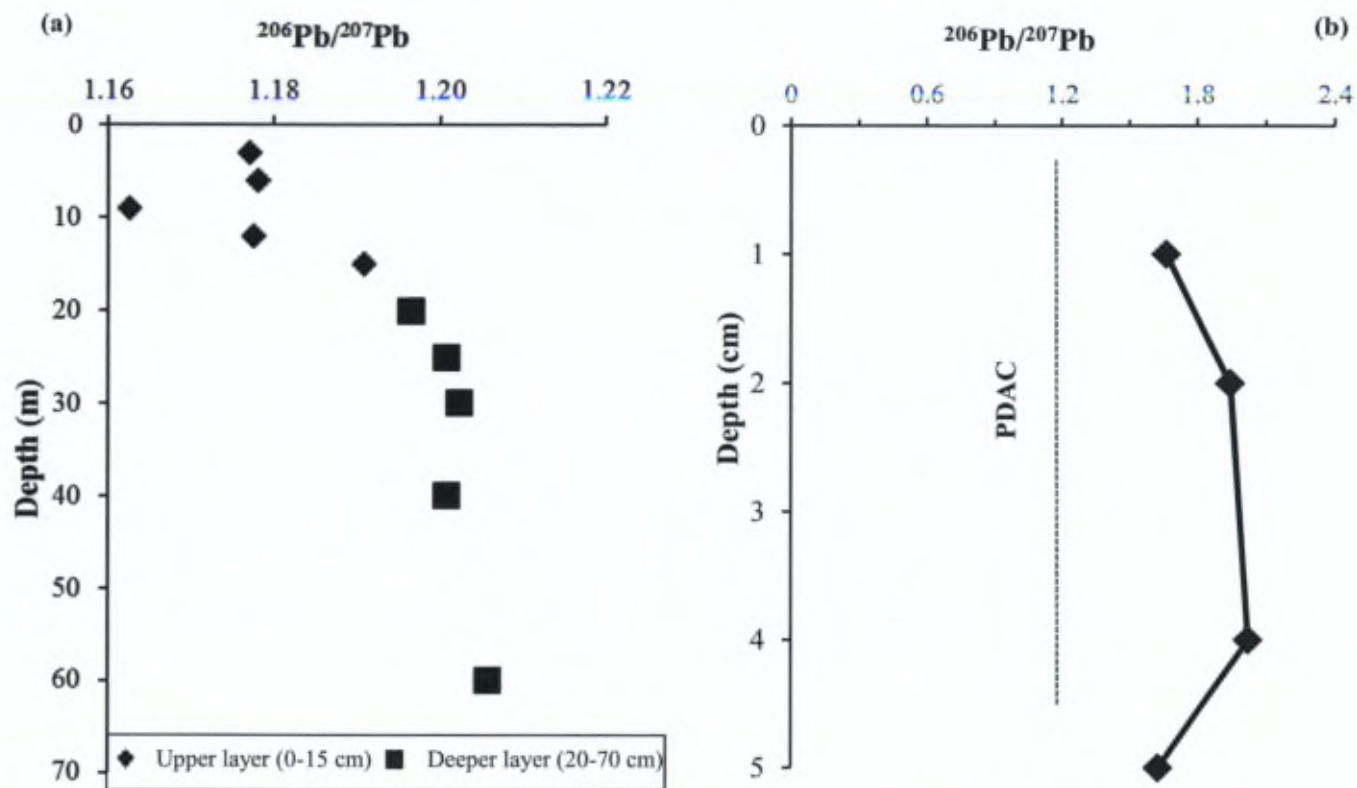 (a)
²⁰⁶Pb/²⁰⁷Pb
1.16 1.18 1.20 1.22
0
10
20
30
40
50
60
70
Depth (m)
Upper layer (0-15 cm) Deeper layer (20-70 cm)
²⁰⁶Pb/²⁰⁷Pb (b)
0 0.6 1.2 1.8 2.4
0
1
2
3
4
5
Depth (cm)
PDAC